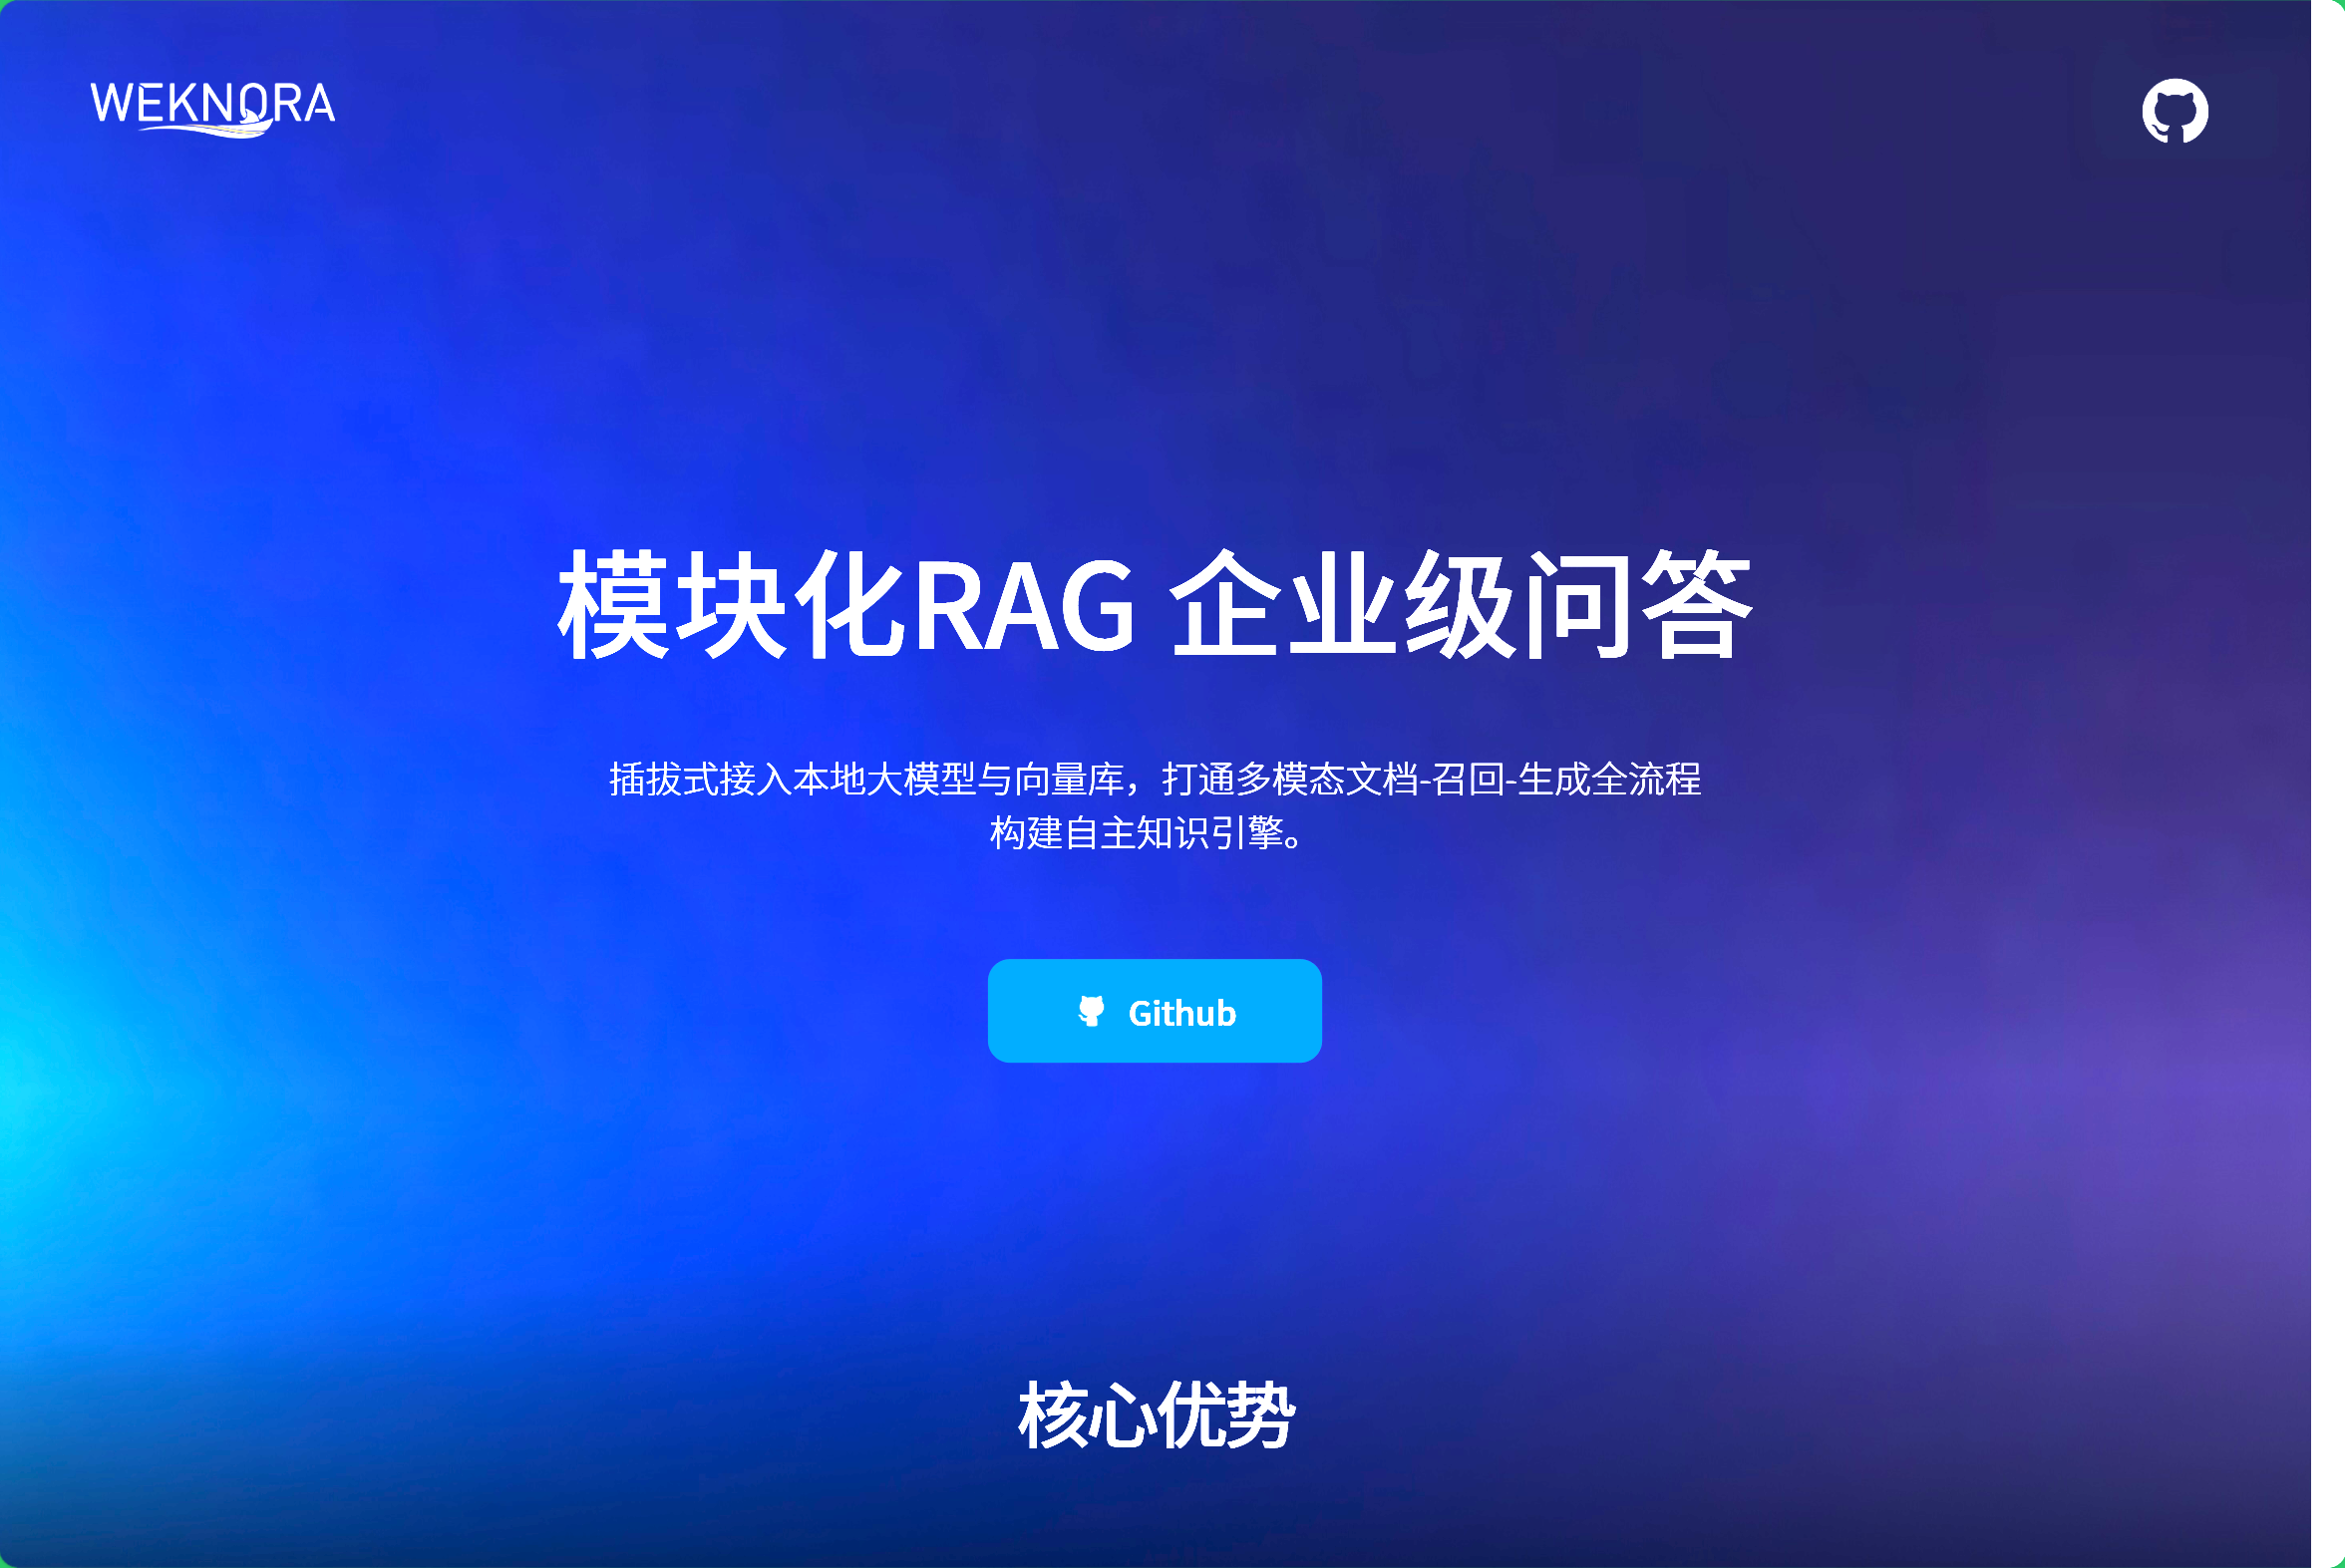 WEKNORA
模块化RAG 企业级问答
插拔式接入本地大模型与向量库，打通多模态文档-召回-生成全流程
构建自主知识引擎。
Github
核心优势